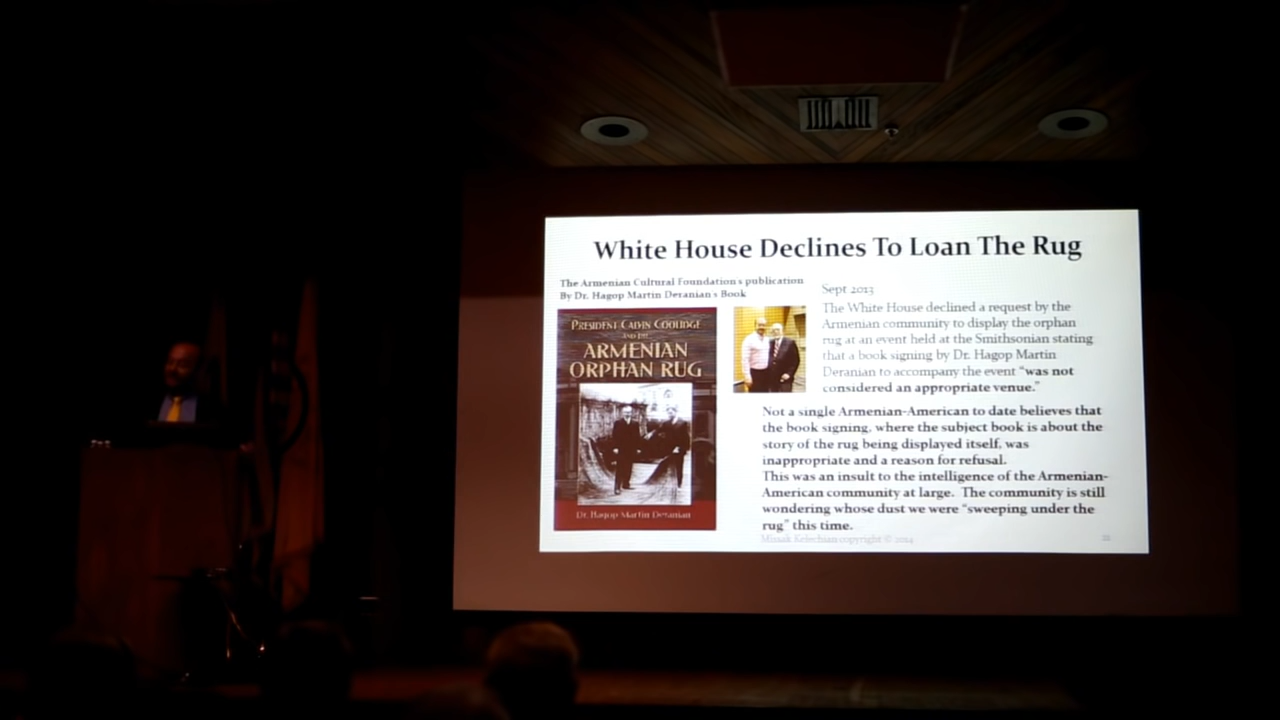 White House Declines To Loan The Rug
The Armenian Cultural Foundation's publication
By Dr. Hagop Martin Deranian's Book
PRESIDENT CALVIN COOLIDGE
AND THE
ARMENIAN
ORPHAN RUG
Dr. Hagop Martin Deranian
Sept 2013
The White House declined a request by the
Armenian community to display the orphan
rug at an event held at the Smithsonian stating
that a book signing by Dr. Hagop Martin
Deranian to accompany the event "was not
considered an appropriate venue."
Not a single Armenian-American to date believes that
the book signing, where the subject book is about the
story of the rug being displayed itself, was
inappropriate and a reason for refusal.
This was an insult to the intelligence of the Armenian-
American community at large. The community is still
wondering whose dust we were "sweeping under the
rug" this time.
Missak Kelechian copyright © 2014